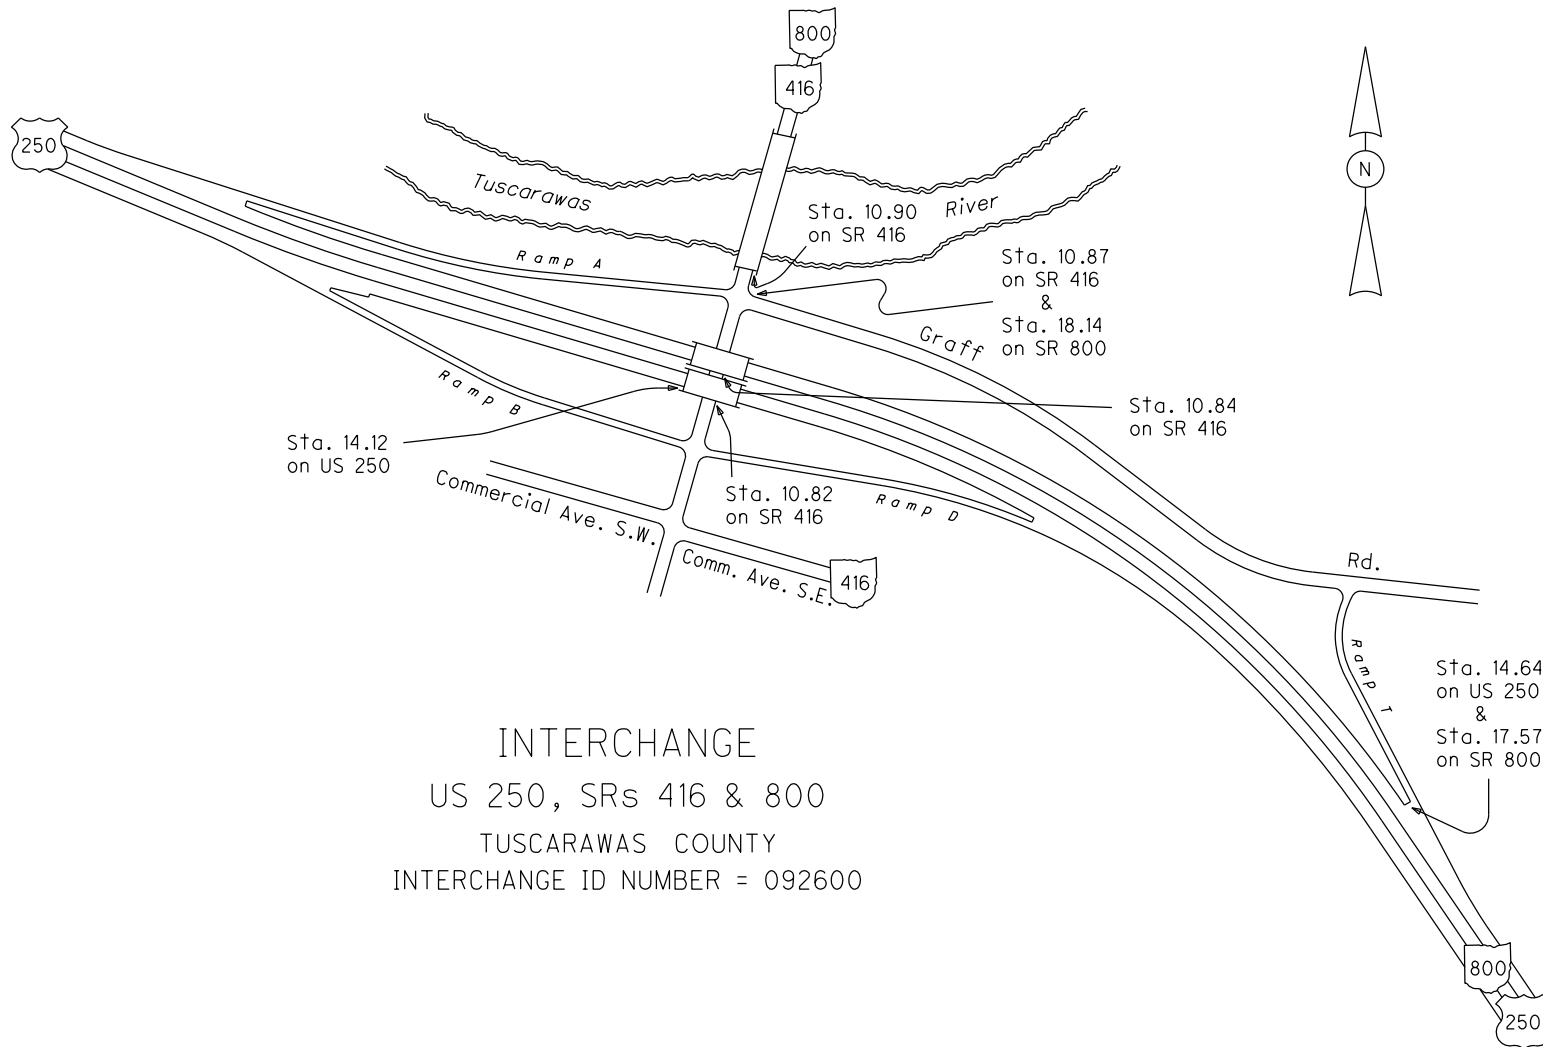 800
416
250
N
Tuscarawas
River
Sta. 10.90
on SR 416
Ramp A
Sta. 10.87
on SR 416
&
Sta. 18.14
on SR 800
Graff
Ramp B
Sta. 10.84
on SR 416
Sta. 14.12
on US 250
Commercial Ave. S.W.
Sta. 10.82
on SR 416
Ramp D
Comm. Ave. S.E.
416
Rd.
Ramp T
Sta. 14.64
on US 250
&
Sta. 17.57
on SR 800
INTERCHANGE
US 250, SRs 416 & 800
TUSCARAWAS COUNTY
INTERCHANGE ID NUMBER = 092600
800
250